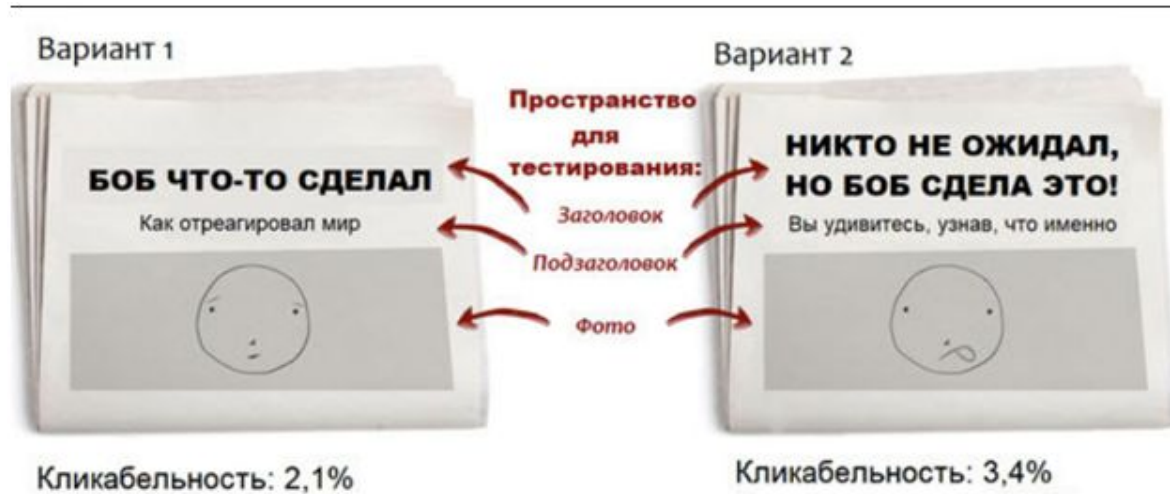 Вариант 1
БОБ ЧТО-ТО СДЕЛАЛ
Как отреагировал мир
Кликабельность: 2,1%
Пространство
для
тестирования:
Заголовок
Подзаголовок
Фото
Вариант 2
НИКТО НЕ ОЖИДАЛ,
НО БОБ СДЕЛА ЭТО!
Вы удивитесь, узнав, что именно
Кликабельность: 3,4%